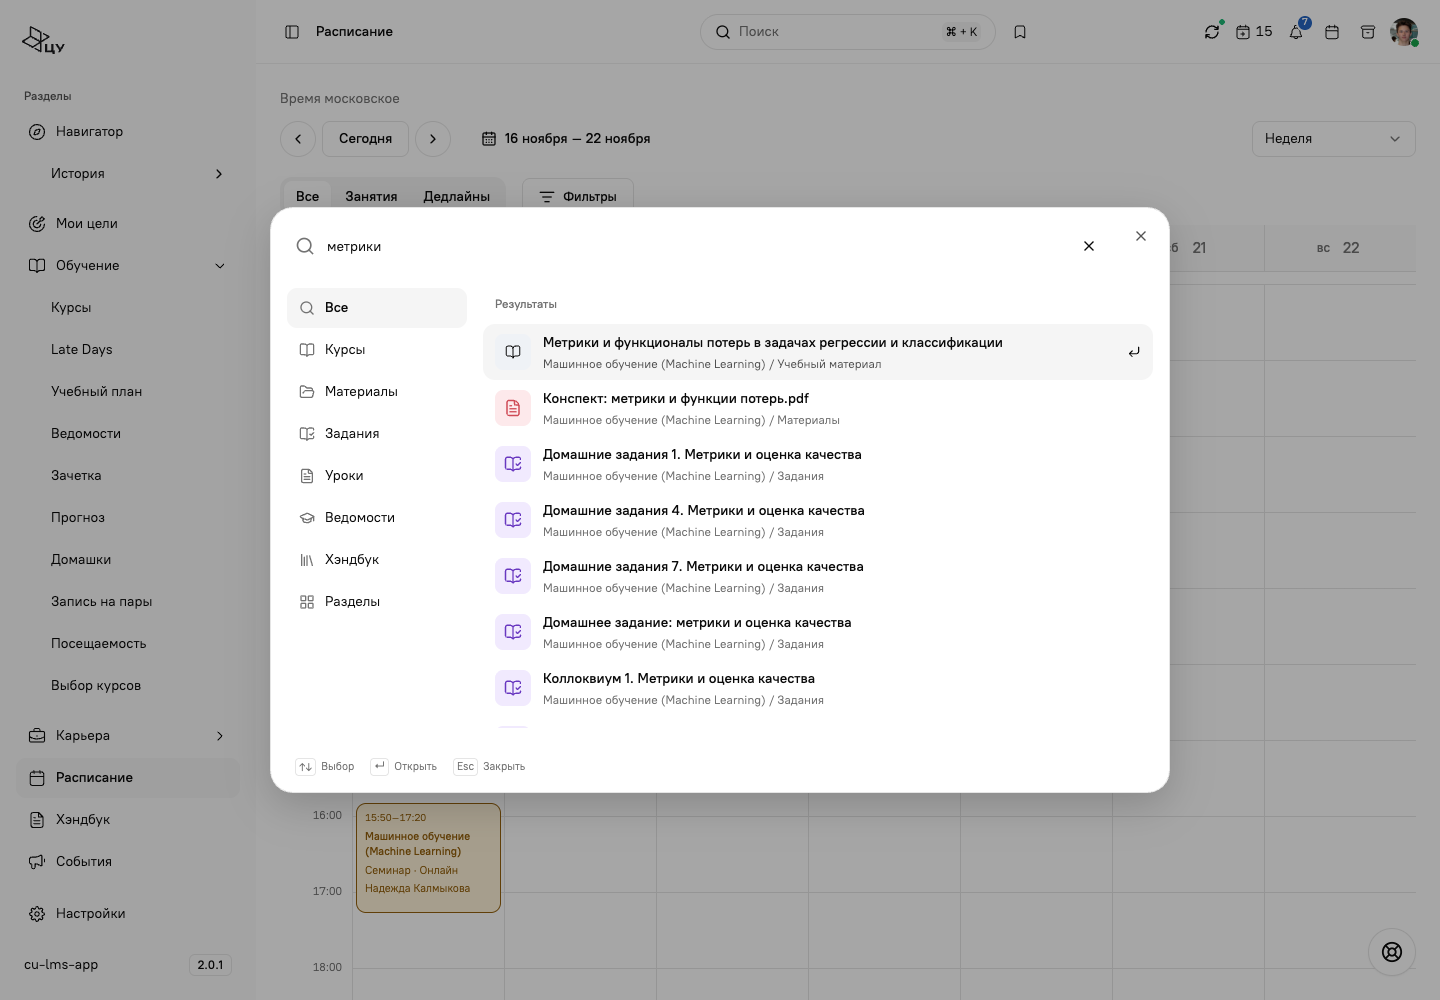 ЦУ
Расписание
Поиск
⌘ + K
15
7
Разделы
Навигатор
История
Мои цели
Обучение
Курсы
Late Days
Учебный план
Ведомости
Зачетка
Прогноз
Домашки
Запись на пары
Посещаемость
Выбор курсов
Карьера
Расписание
Хэндбук
События
Настройки
cu-lms-app
2.0.1
Время московское
Сегодня
16 ноября – 22 ноября
Неделя
Все
Занятия
Дедлайны
Фильтры
21
вс 22
метрики
Все
Курсы
Материалы
Задания
Уроки
Ведомости
Хэндбук
Разделы
Результаты
Метрики и функционалы потерь в задачах регрессии и классификации
Машинное обучение (Machine Learning) / Учебный материал
Конспект: метрики и функции потерь.pdf
Машинное обучение (Machine Learning) / Материалы
Домашние задания 1. Метрики и оценка качества
Машинное обучение (Machine Learning) / Задания
Домашние задания 4. Метрики и оценка качества
Машинное обучение (Machine Learning) / Задания
Домашние задания 7. Метрики и оценка качества
Машинное обучение (Machine Learning) / Задания
Домашнее задание: метрики и оценка качества
Машинное обучение (Machine Learning) / Задания
Коллоквиум 1. Метрики и оценка качества
Машинное обучение (Machine Learning) / Задания
Выбор
Открыть
Esc Закрыть
16:00
15:50–17:20
Машинное обучение
(Machine Learning)
Семинар · Онлайн
Надежда Калмыкова
17:00
18:00